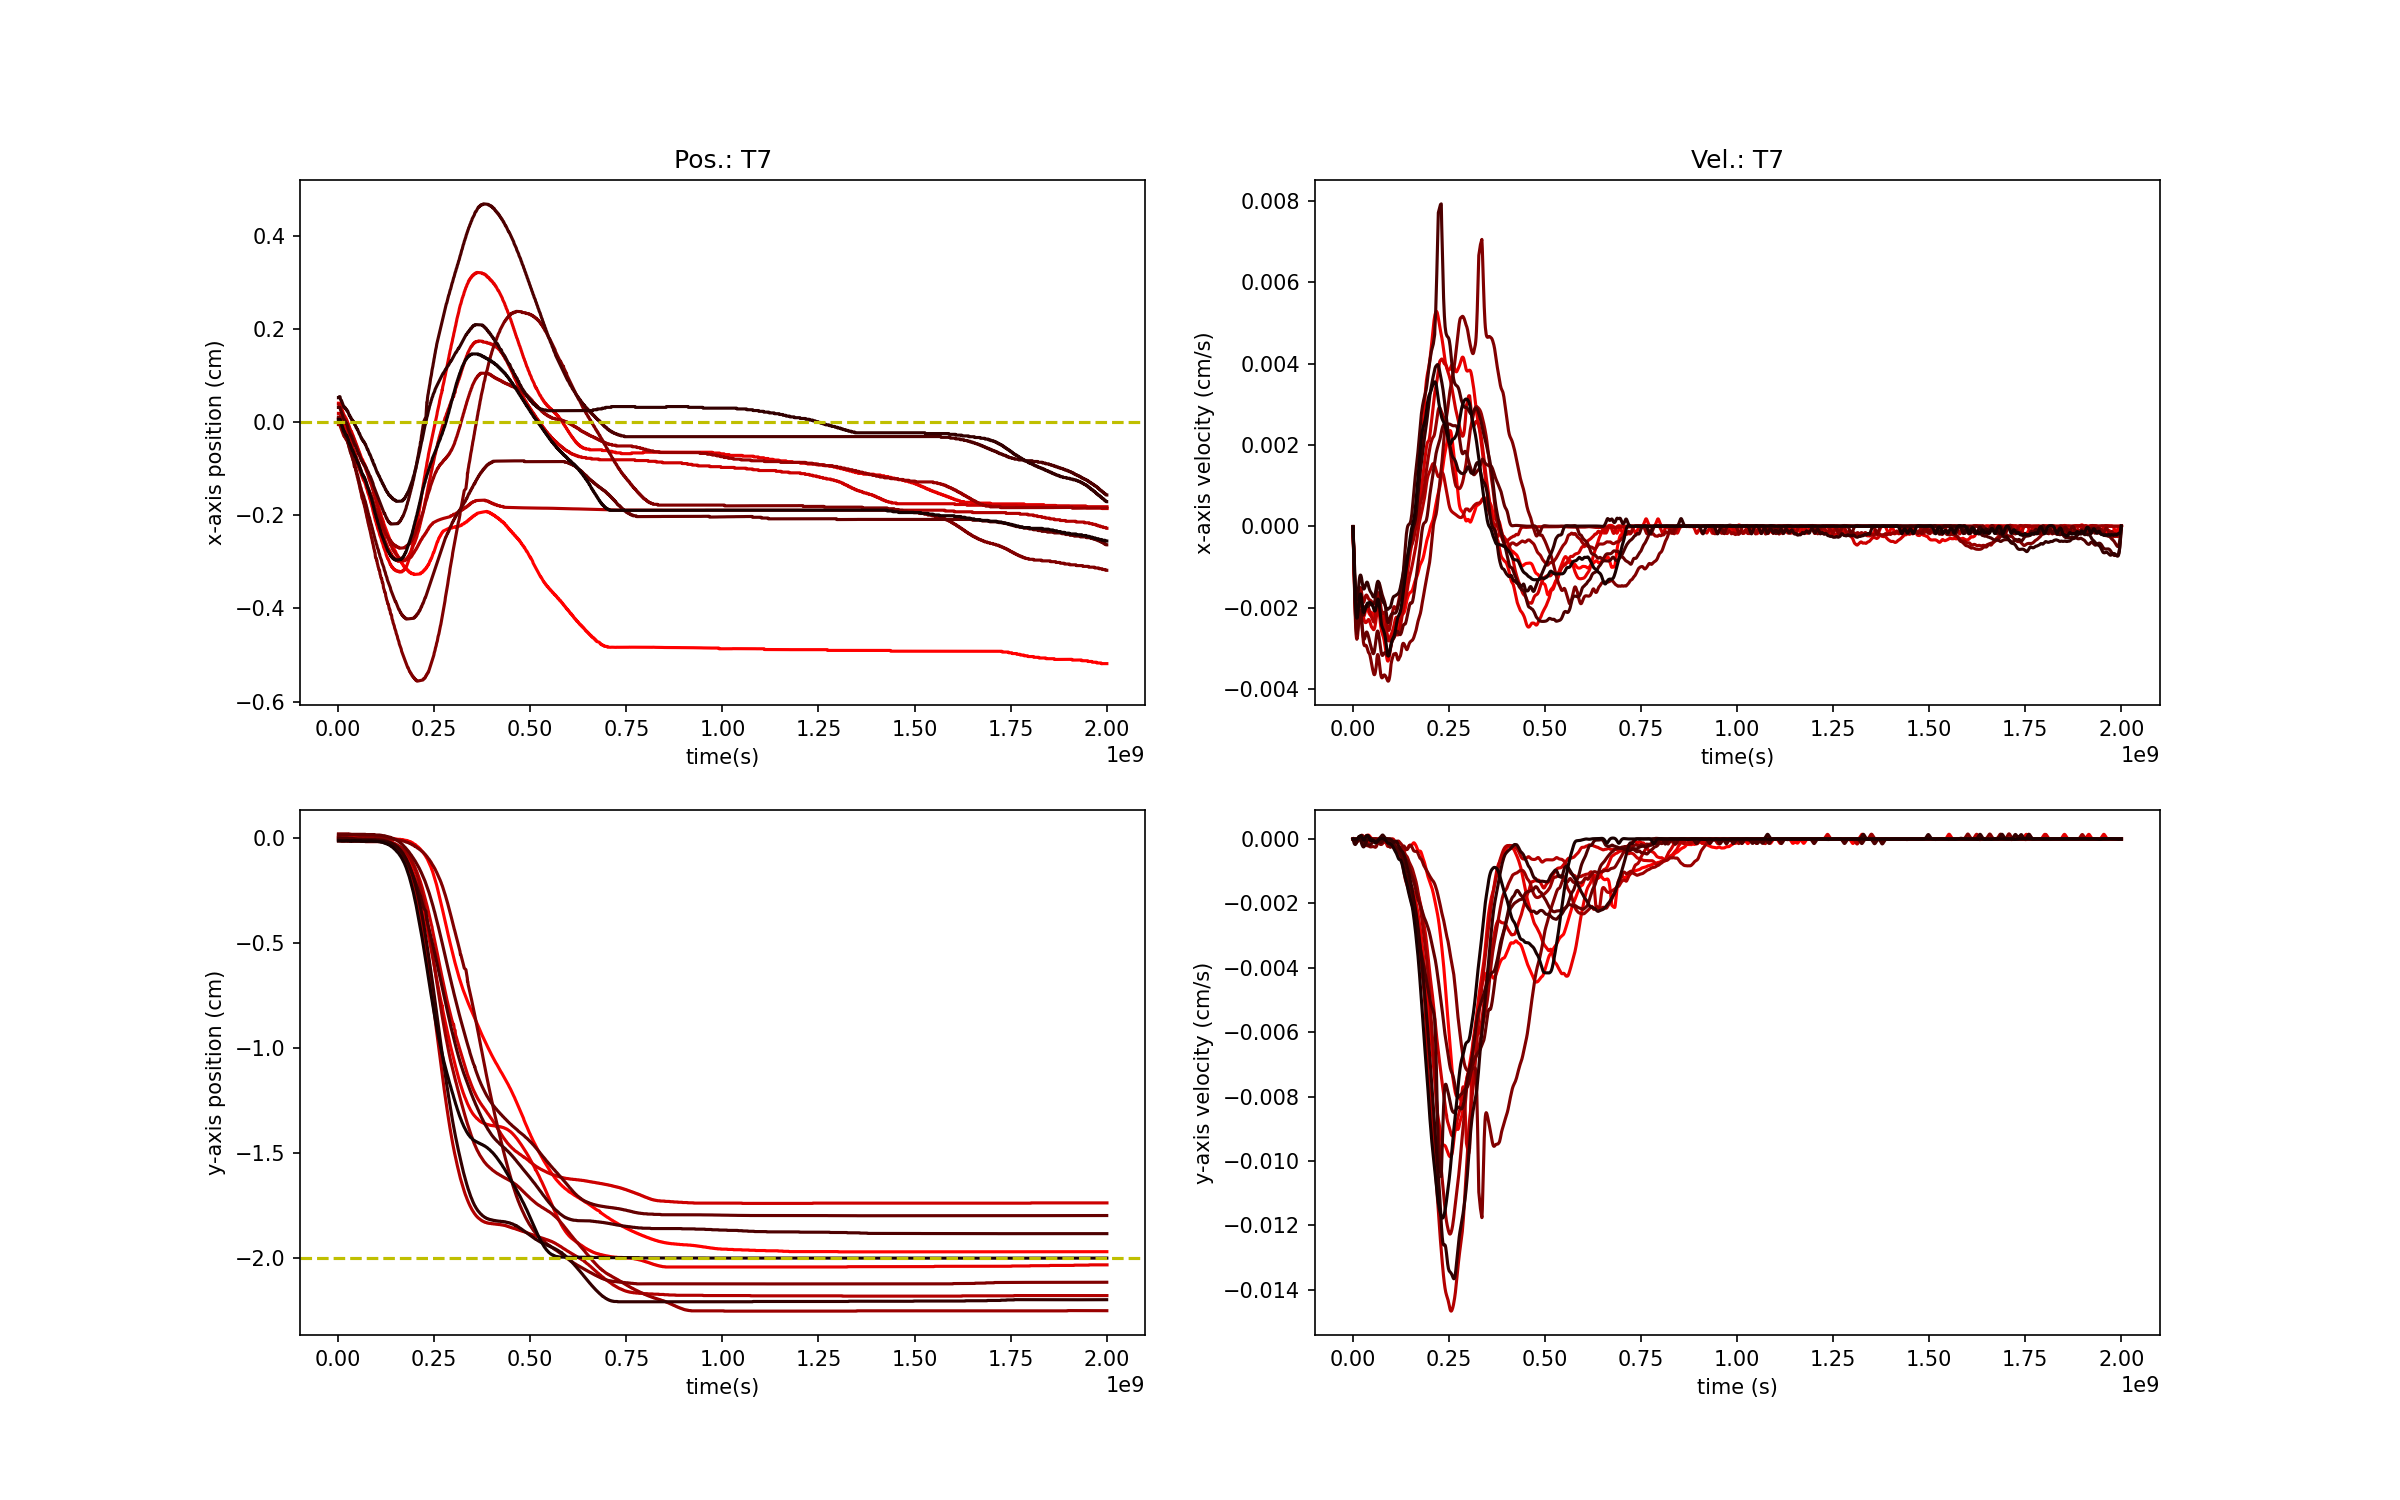 Pos.: T7
x-axis position (cm)
0.4
0.2
0.0
−0.2
−0.4
−0.6
0.00 0.25 0.50 0.75 1.00 1.25 1.50 1.75 2.00
1e9
time(s)
Vel.: T7
x-axis velocity (cm/s)
0.008
0.006
0.004
0.002
0.000
−0.002
−0.004
0.00 0.25 0.50 0.75 1.00 1.25 1.50 1.75 2.00
1e9
time(s)
y-axis position (cm)
0.0
−0.5
−1.0
−1.5
−2.0
0.00 0.25 0.50 0.75 1.00 1.25 1.50 1.75 2.00
1e9
time(s)
y-axis velocity (cm/s)
0.000
−0.002
−0.004
−0.006
−0.008
−0.010
−0.012
−0.014
0.00 0.25 0.50 0.75 1.00 1.25 1.50 1.75 2.00
1e9
time (s)